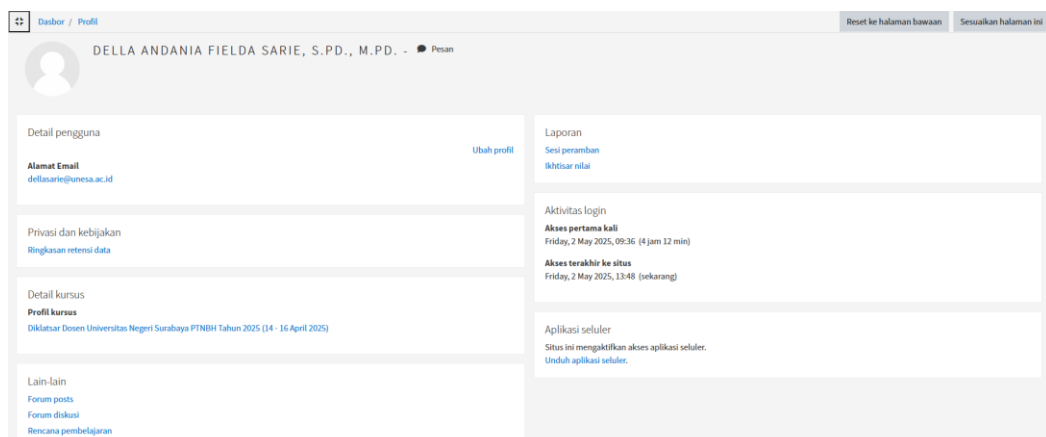 Dasbor / Profil
Reset ke halaman bawaan
Sesuaikan halaman ini
DELLA ANDANIA FIELDA SARIE, S.PD., M.PD. - Pesan
Detail pengguna
Ubah profil
Alamat Email
dellasarie@unesa.ac.id
Privasi dan kebijakan
Ringkasan retensi data
Detail kursus
Profil kursus
Diklatsar Dosen Universitas Negeri Surabaya PTNBH Tahun 2025 (14 - 16 April 2025)
Lain-lain
Forum posts
Forum diskusi
Rencana pembelajaran
Laporan
Sesi peramban
Ikhtisar nilai
Aktivitas login
Akses pertama kali
Friday, 2 May 2025, 09:36 (4 jam 12 min)
Akses terakhir ke situs
Friday, 2 May 2025, 13:48 (sekarang)
Aplikasi seluler
Situs ini mengaktifkan akses aplikasi seluler.
Unduh aplikasi seluler.